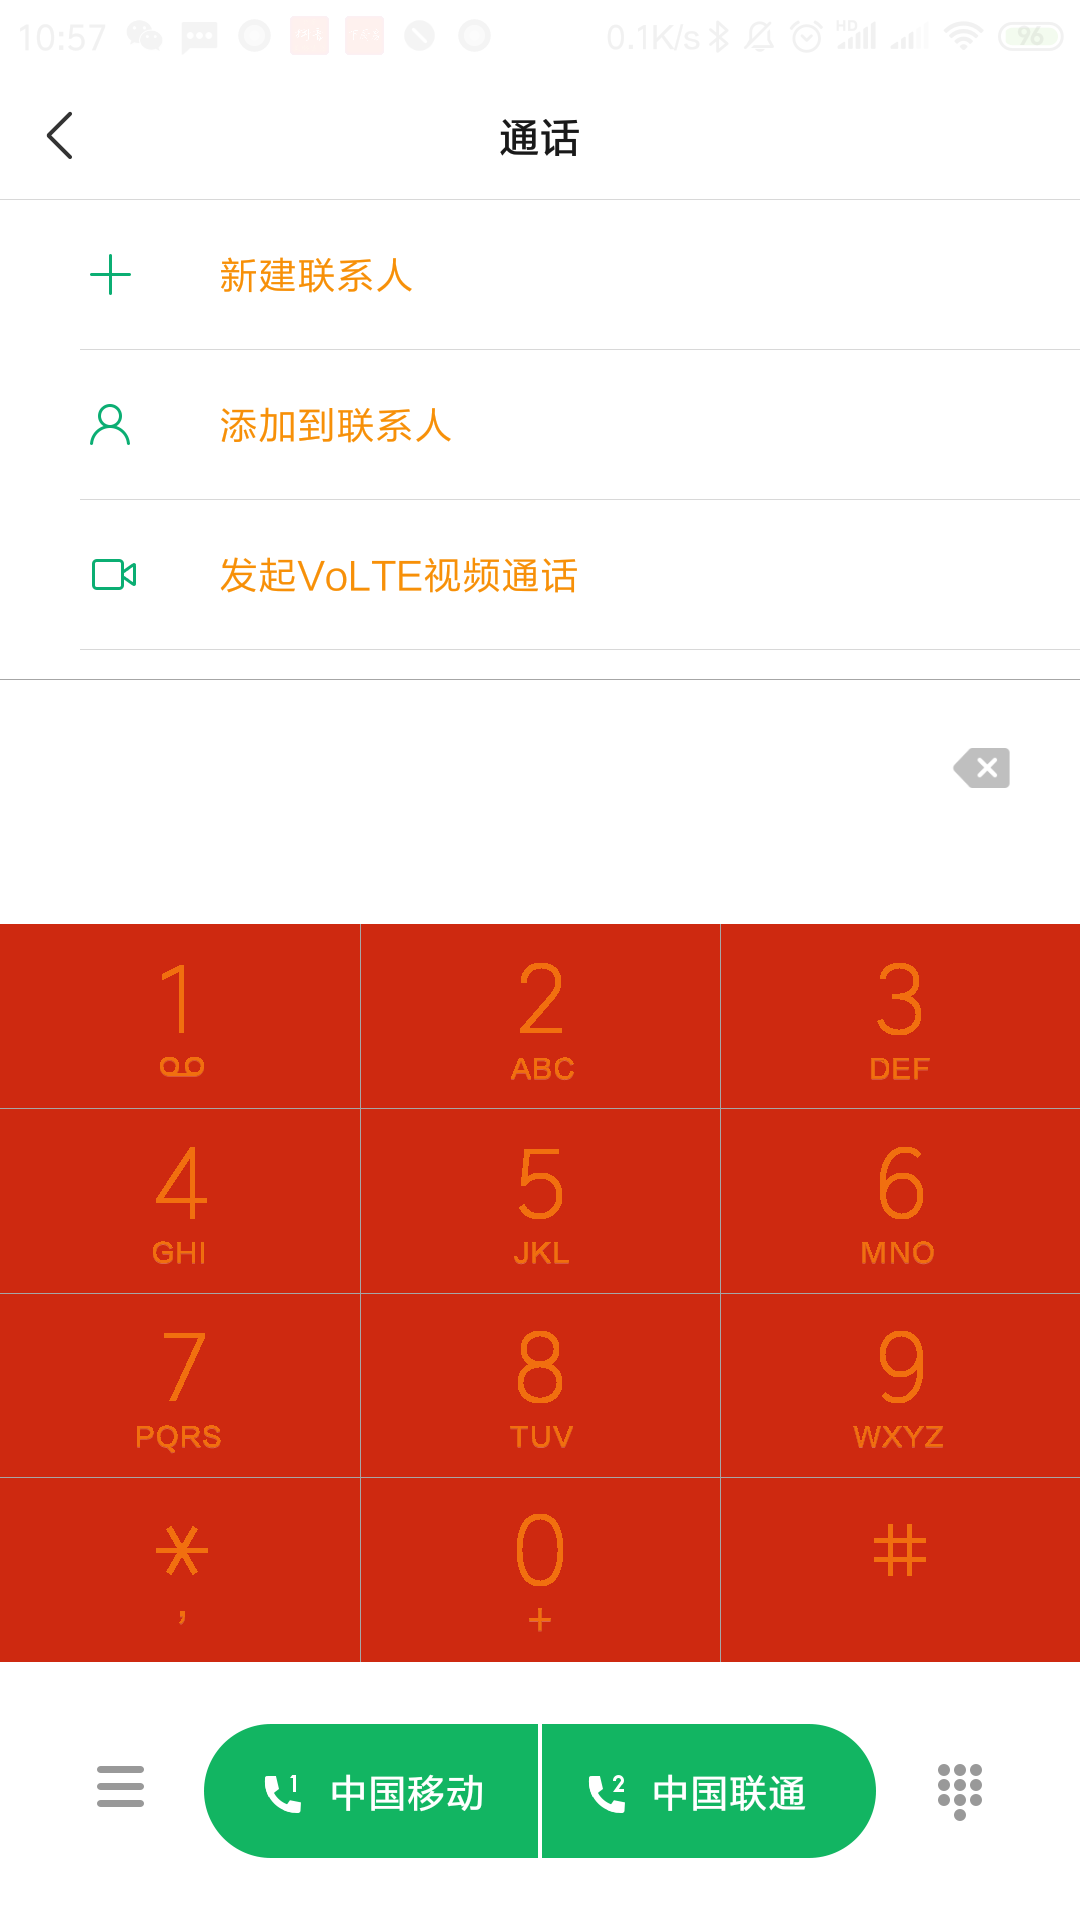 10:57 0.1K/s HD 96
通话
新建联系人
添加到联系人
发起VoLTE视频通话
1 2 3
ABC DEF
4 5 6
GHI JKL MNO
7 8 9
PQRS TUV WXYZ
* 0 #
, +
1 中国移动 2 中国联通